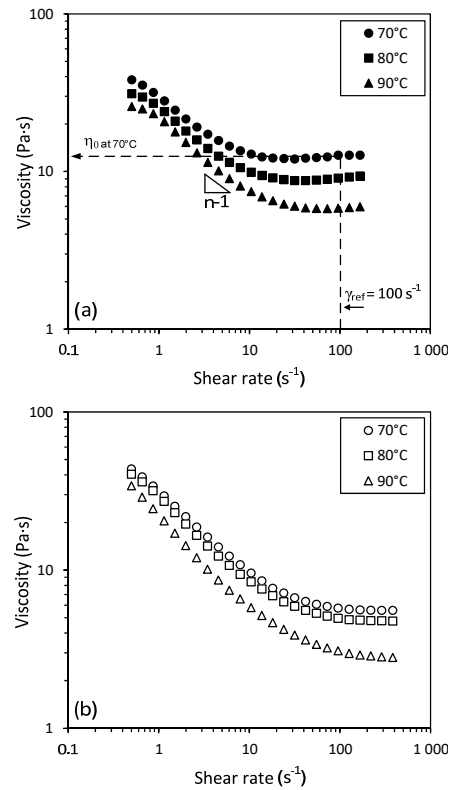 100
70°C
80°C
90°C
η0 at 70°C
10
n-1
Viscosity (Pa·s)
(a)
γref = 100 s-1
1
0.1
1
10
100
1 000
Shear rate (s-1)
100
70°C
80°C
90°C
10
Viscosity (Pa·s)
(b)
1
0.1
1
10
100
1 000
Shear rate (s-1)